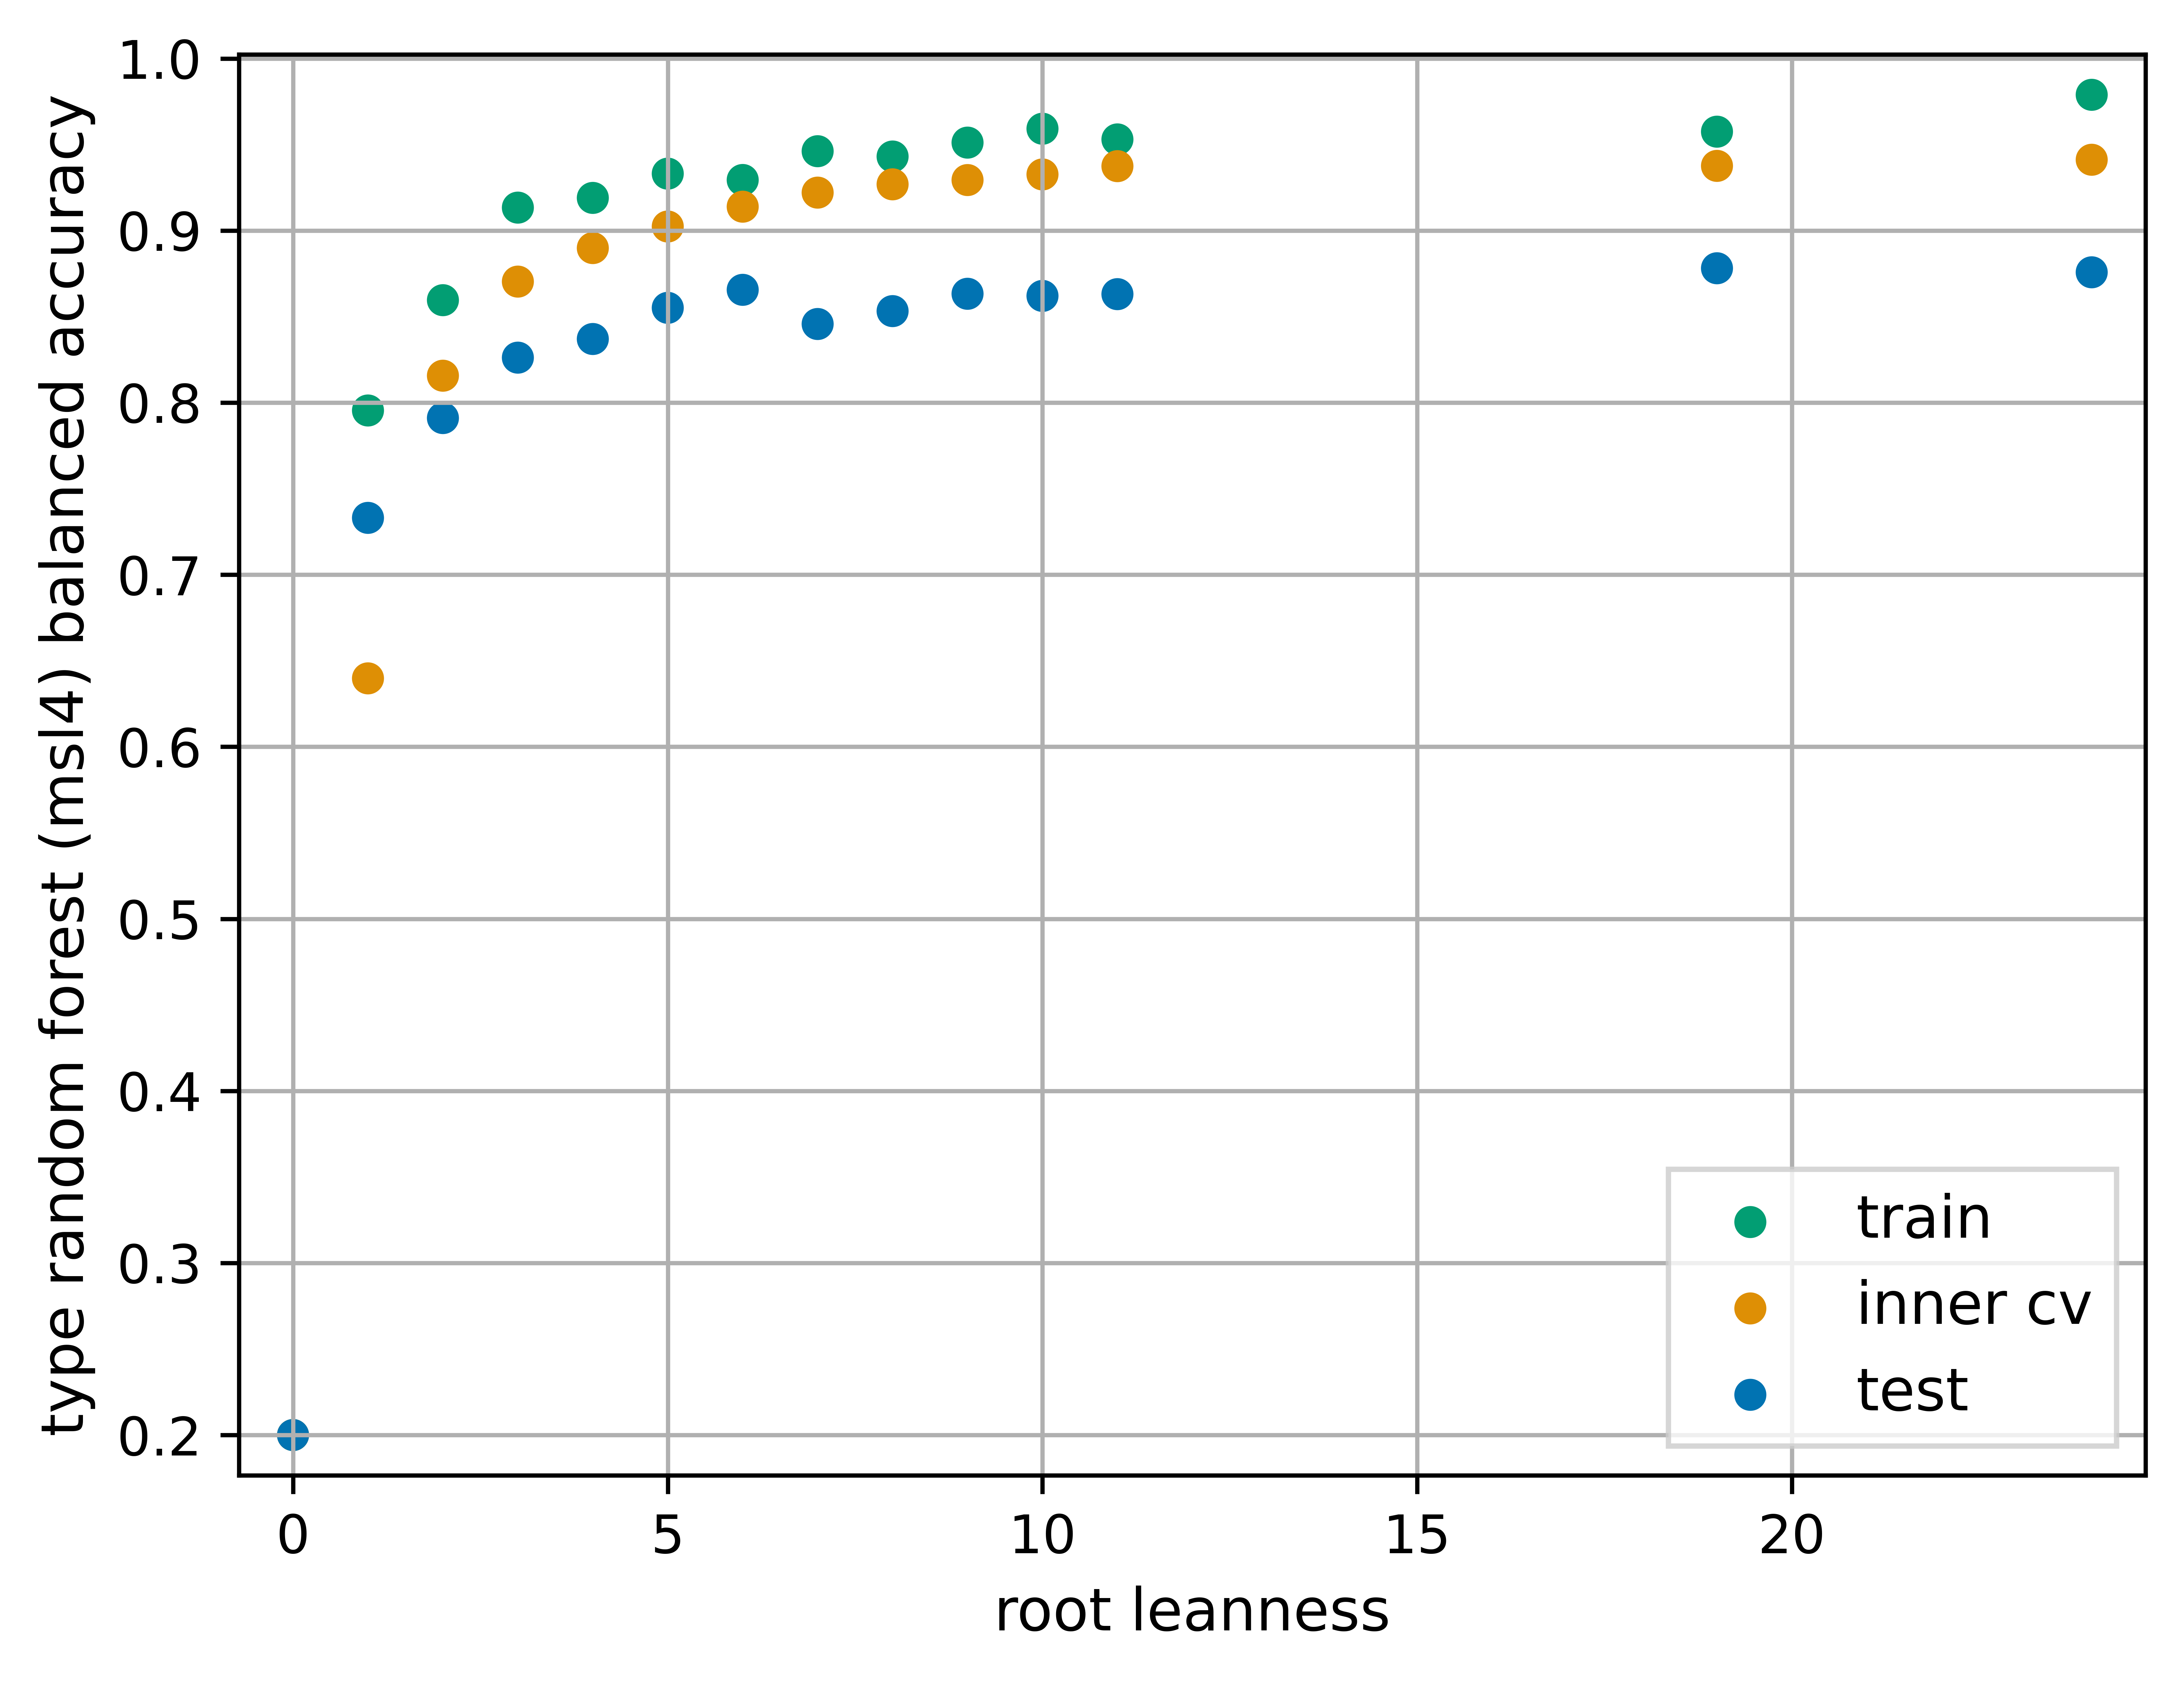 type random forest (msl4) balanced accuracy
1.0
0.9
0.8
0.7
0.6
0.5
0.4
0.3
0.2
0 5 10 15 20
root leanness
train
inner cv
test